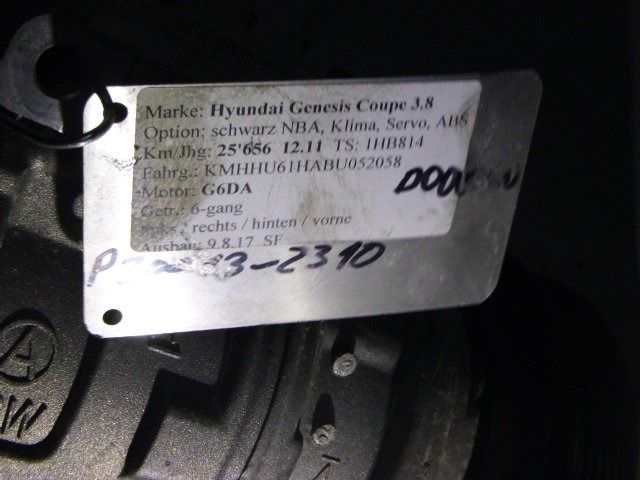 Marke: Hyundai Genesis Coupe 3.8
Option: schwarz NBA, Klima, Servo, ABS
Km/Jhg: 25'656 12.11 TS: 1HB814
Fahrg.: KMHHU61HABU052058
Motor: G6DA
Getr.: 6-gang
rechts / hinten / vorne
Ausbau: 9.8.17 SF
3-2310
A